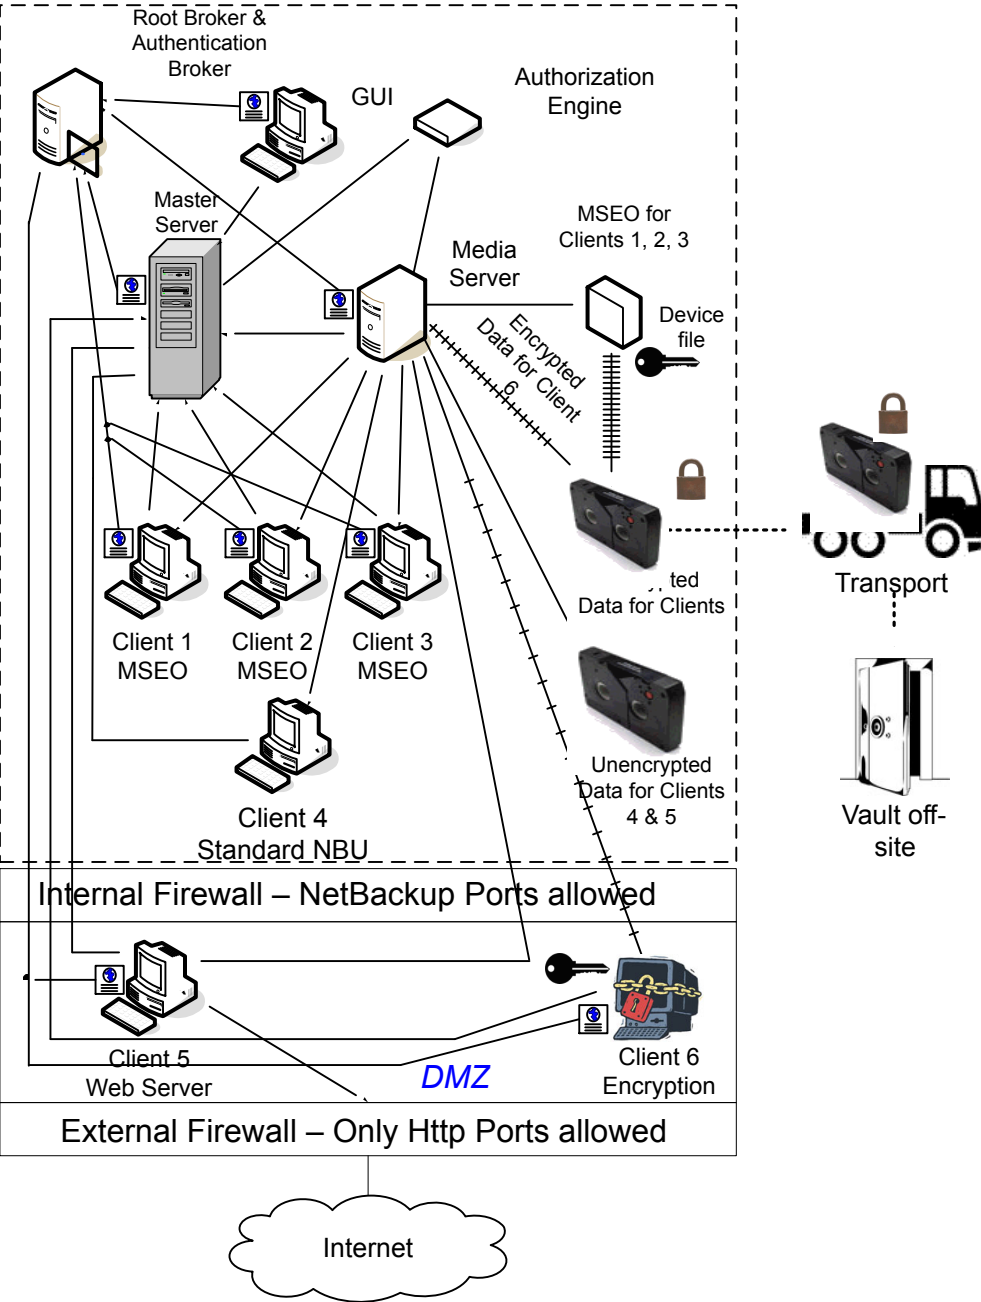 Root Broker &
Authentication
Broker
GUI
Authorization
Engine
Master
Server
Media
Server
MSEO for
Clients 1, 2, 3
Device
file
Encrypted
Data for Client
6
Data for Clients
Transport
Client 1
MSEO
Client 2
MSEO
Client 3
MSEO
Unencrypted
Data for Clients
4 & 5
Vault off-
site
Client 4
Standard NBU
Internal Firewall – NetBackup Ports allowed
Client 5
Web Server
DMZ
Client 6
Encryption
External Firewall – Only Http Ports allowed
Internet